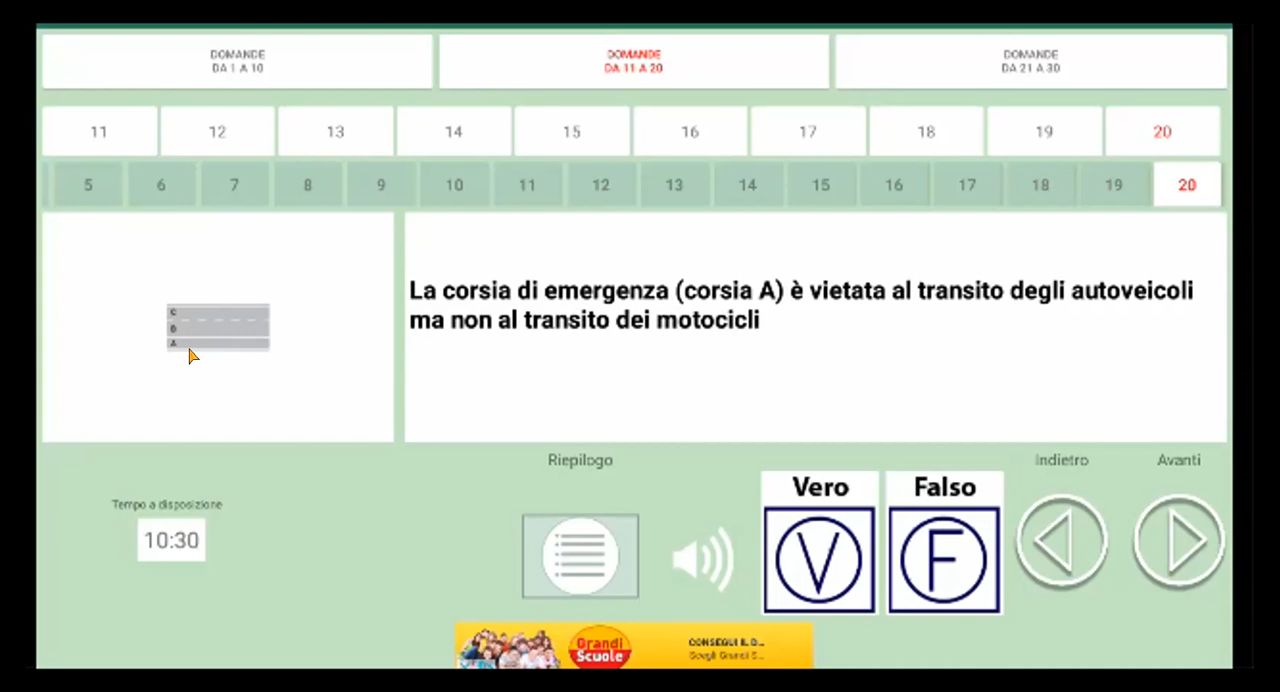 DOMANDE
DA 1 A 10
DOMANDE
DA 11 A 20
DOMANDE
DA 21 A 30
11 12 13 14 15 16 17 18 19 20
5 6 7 8 9 10 11 12 13 14 15 16 17 18 19 20
C
B
A
La corsia di emergenza (corsia A) è vietata al transito degli autoveicoli
ma non al transito dei motocicli
Riepilogo
Indietro
Avanti
Tempo a disposizione
10:30
Vero
Falso
V
F
Grandi
Scuole
CONSEGUI IL D...
Scegli Grandi S...